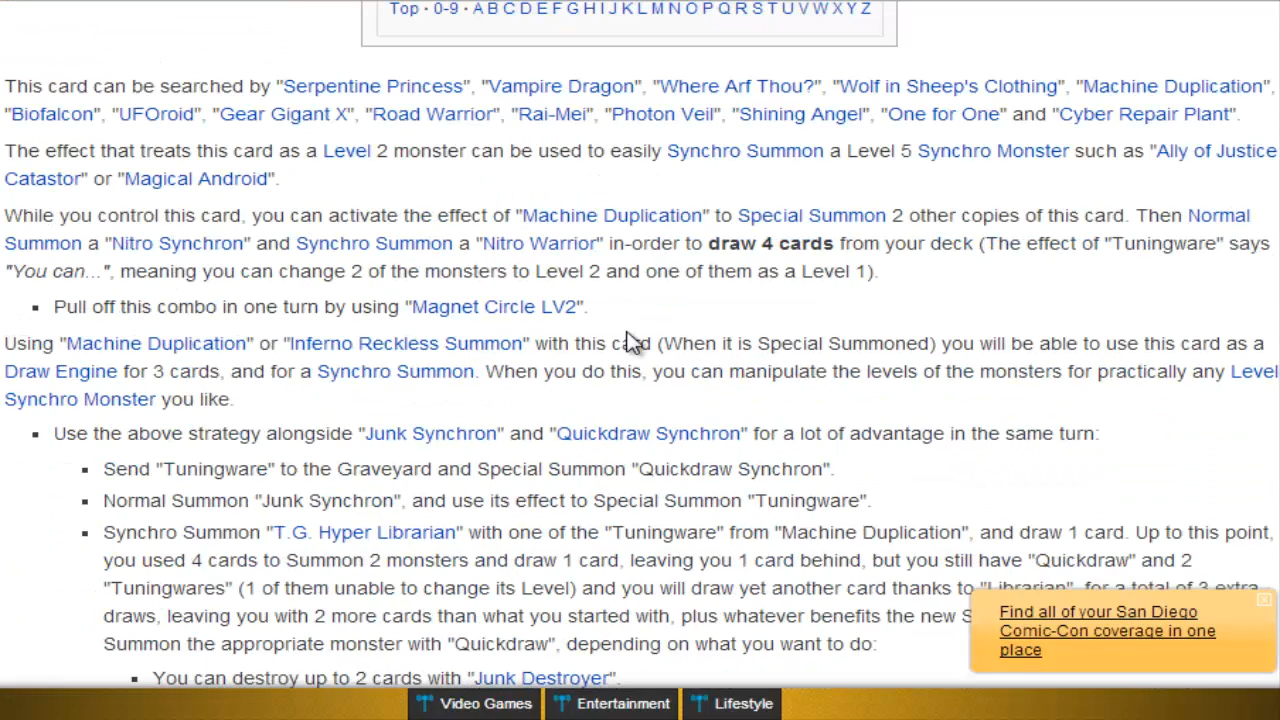 Top · 0-9 · A B C D E F G H I J K L M N O P Q R S T U V W X Y Z
This card can be searched by "Serpentine Princess", "Vampire Dragon", "Where Arf Thou?", "Wolf in Sheep's Clothing", "Machine Duplication",
"Biofalcon", "UFOroid", "Gear Gigant X", "Road Warrior", "Rai-Mei", "Photon Veil", "Shining Angel", "One for One" and "Cyber Repair Plant".
The effect that treats this card as a Level 2 monster can be used to easily Synchro Summon a Level 5 Synchro Monster such as "Ally of Justice
Catastor" or "Magical Android".
While you control this card, you can activate the effect of "Machine Duplication" to Special Summon 2 other copies of this card. Then Normal
Summon a "Nitro Synchron" and Synchro Summon a "Nitro Warrior" in-order to draw 4 cards from your deck (The effect of "Tuningware" says
"You can...", meaning you can change 2 of the monsters to Level 2 and one of them as a Level 1).
▪ Pull off this combo in one turn by using "Magnet Circle LV2".
Using "Machine Duplication" or "Inferno Reckless Summon" with this card (When it is Special Summoned) you will be able to use this card as a
Draw Engine for 3 cards, and for a Synchro Summon. When you do this, you can manipulate the levels of the monsters for practically any Level
Synchro Monster you like.
▪ Use the above strategy alongside "Junk Synchron" and "Quickdraw Synchron" for a lot of advantage in the same turn:
▪ Send "Tuningware" to the Graveyard and Special Summon "Quickdraw Synchron".
▪ Normal Summon "Junk Synchron", and use its effect to Special Summon "Tuningware".
▪ Synchro Summon "T.G. Hyper Librarian" with one of the "Tuningware" from "Machine Duplication", and draw 1 card. Up to this point,
you used 4 cards to Summon 2 monsters and draw 1 card, leaving you 1 card behind, but you still have "Quickdraw" and 2
"Tuningwares" (1 of them unable to change its Level) and you will draw yet another card thanks to "Librarian", for a total of 3 extra
draws, leaving you with 2 more cards than what you started with, plus whatever benefits the new S
Summon the appropriate monster with "Quickdraw", depending on what you want to do:
▪ You can destroy up to 2 cards with "Junk Destroyer".
Find all of your San Diego
Comic-Con coverage in one
place
Video Games
Entertainment
Lifestyle